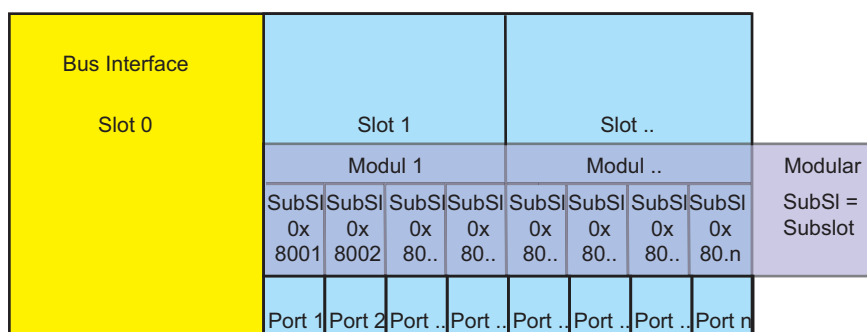 Bus Interface
Slot 0 Slot 1 Slot ..
Modul 1 Modul .. Modular
SubSl SubSl SubSl SubSl SubSl SubSl SubSl SubSl SubSl =
0x 0x 0x 0x 0x 0x 0x 0x Subslot
8001 8002 80.. 80.. 80.. 80.. 80.. 80.n
Port 1 Port 2 Port .. Port .. Port .. Port .. Port .. Port n